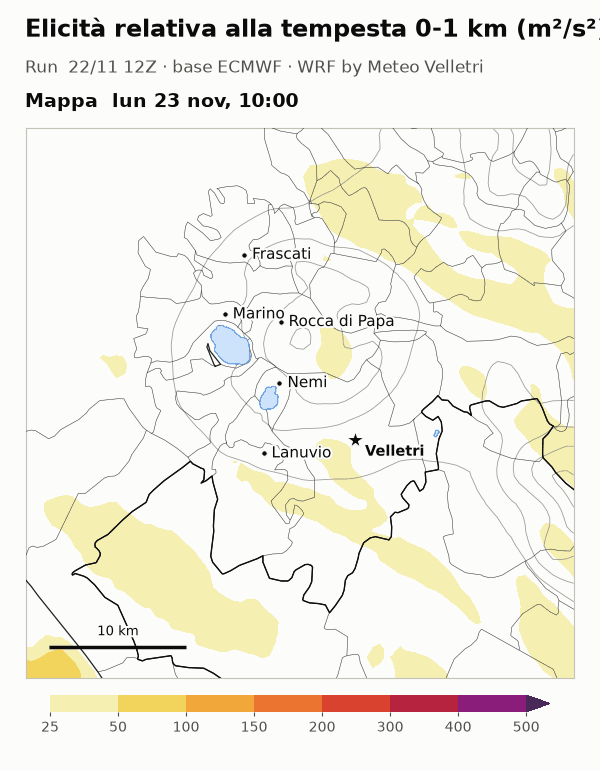 Elicità relativa alla tempesta 0-1 km (m²/s²)
Run 22/11 12Z · base ECMWF · WRF by Meteo Velletri
Mappa lun 23 nov, 10:00
Frascati
Marino
Rocca di Papa
Nemi
Velletri
Lanuvio
10 km
25 50 100 150 200 300 400 500